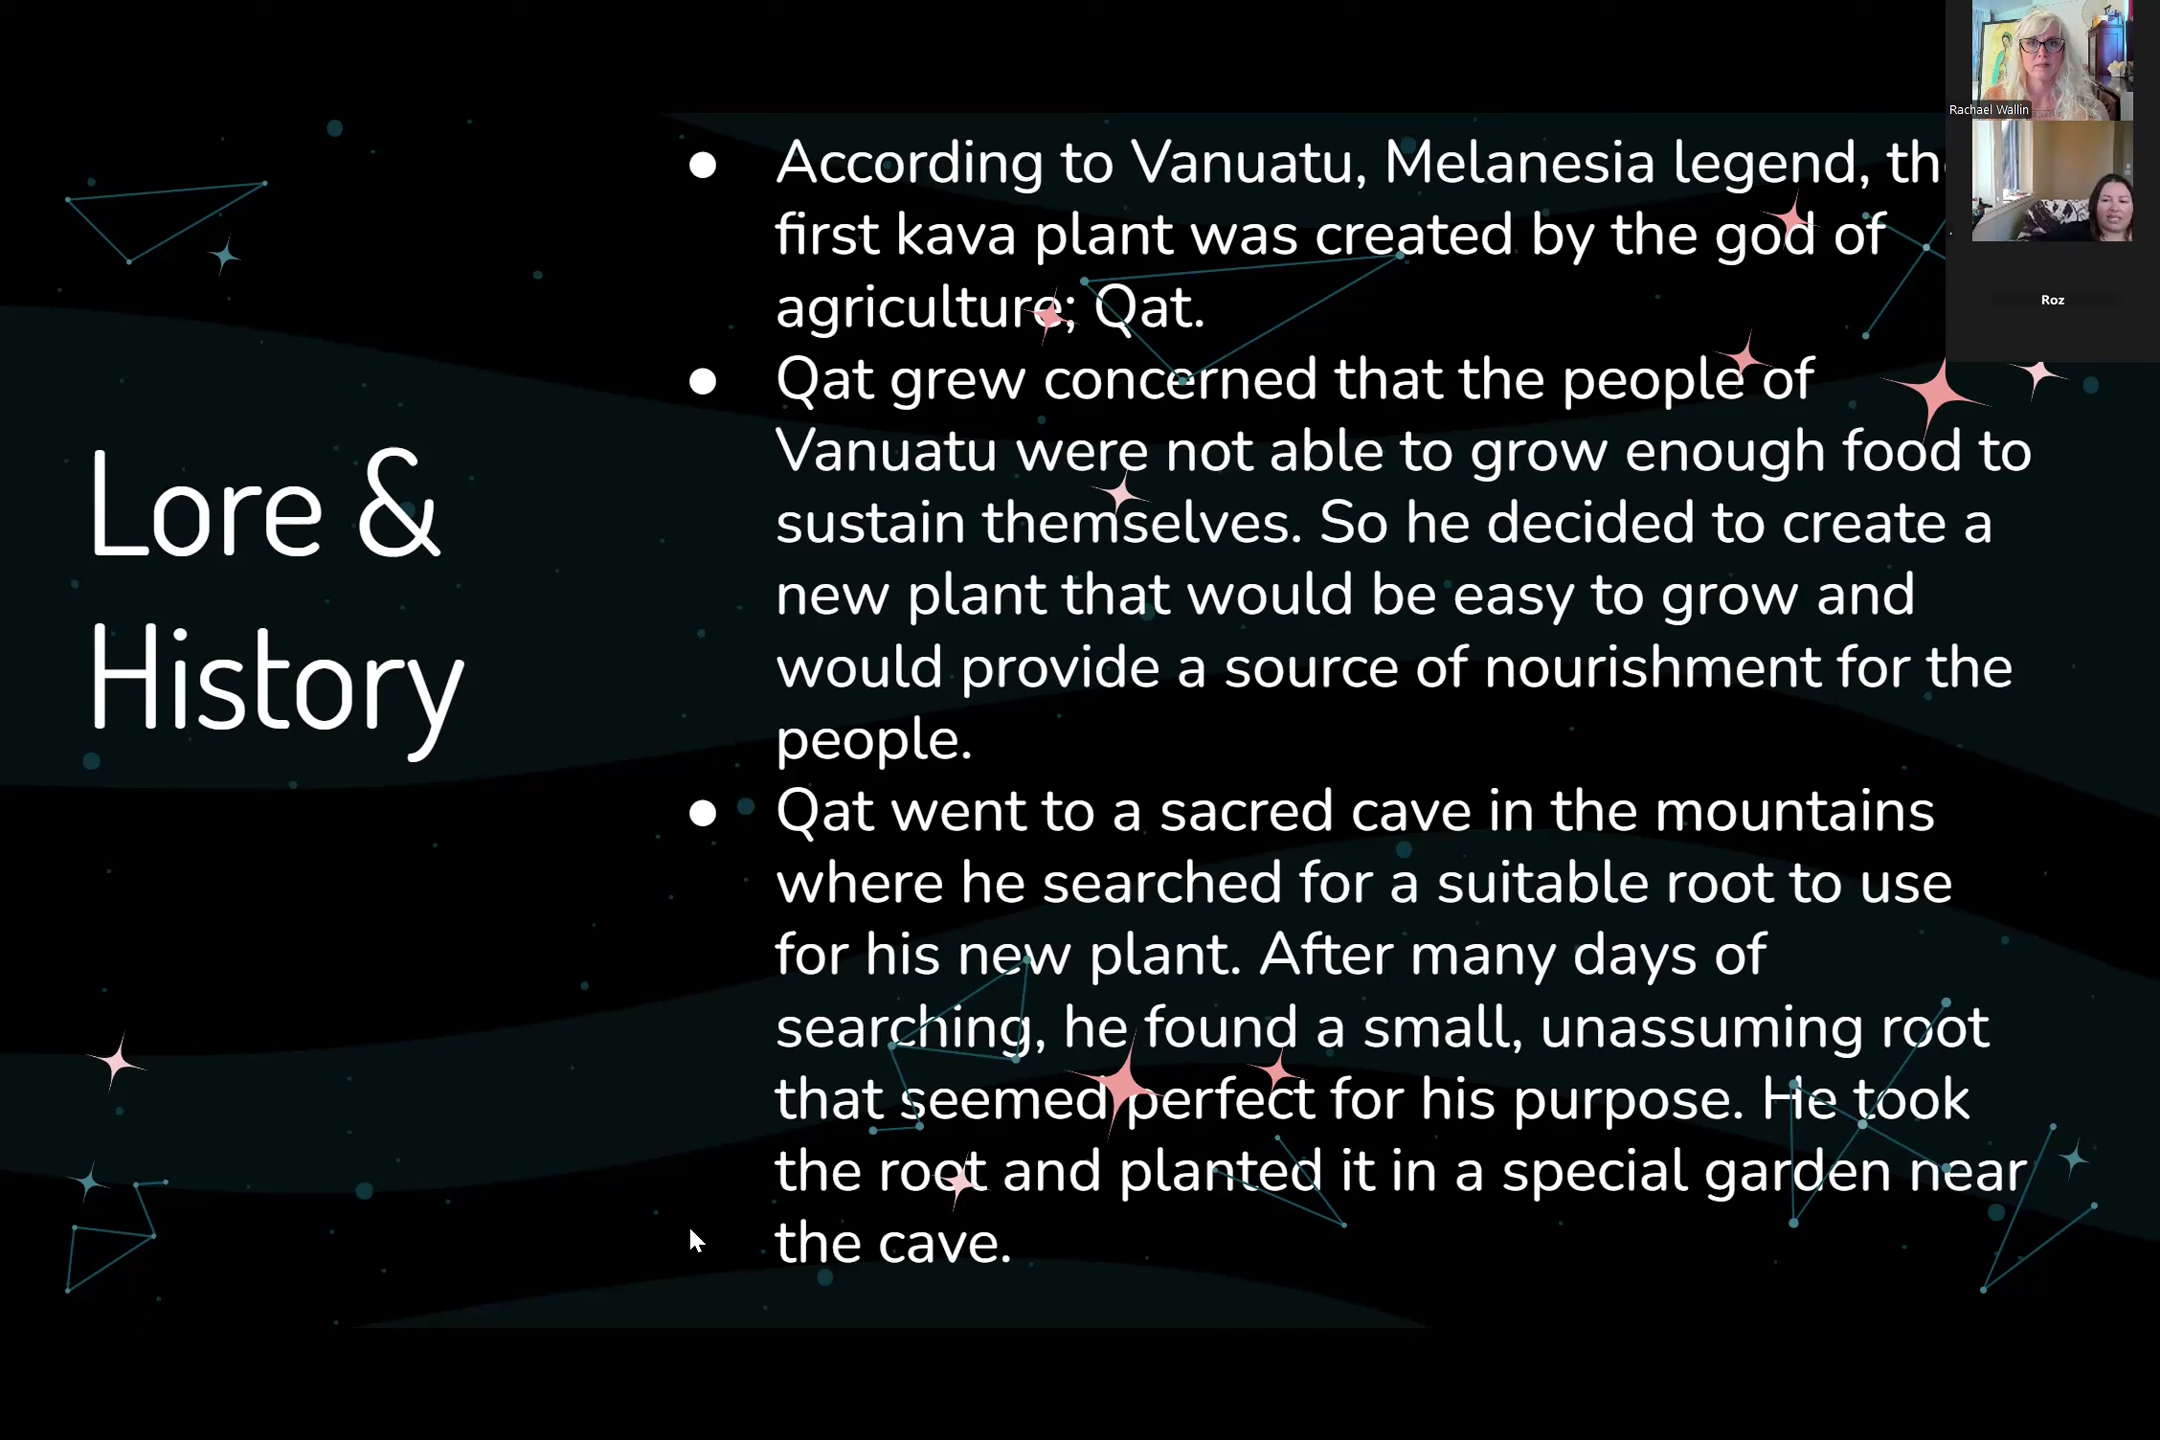 Lore &
History
● According to Vanuatu, Melanesia legend,
first kava plant was created by the god of
agriculture; Qat.
● Qat grew concerned that the people of
Vanuatu were not able to grow enough food to
sustain themselves. So he decided to create a
new plant that would be easy to grow and
would provide a source of nourishment for the
people.
● Qat went to a sacred cave in the mountains
where he searched for a suitable root to use
for his new plant. After many days of
searching, he found a small, unassuming root
that seemed perfect for his purpose. He took
the root and planted it in a special garden near
the cave.
Rachael Wallin
Roz